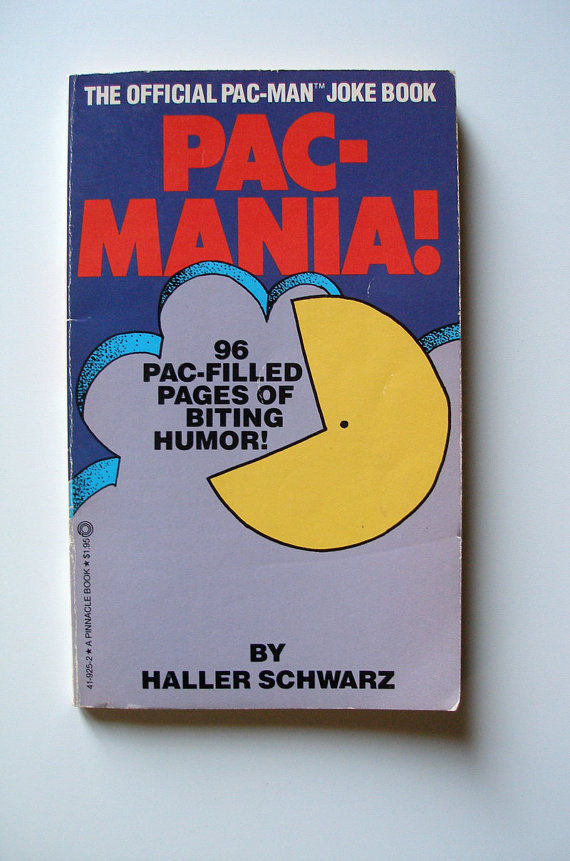 THE OFFICIAL PAC-MAN™ JOKE BOOK
PAC-
MANIA!
96
PAC-FILLED
PAGES OF
BITING
HUMOR!
41-925-2 ★ A PINNACLE BOOK ★ $1.95
BY
HALLER SCHWARZ